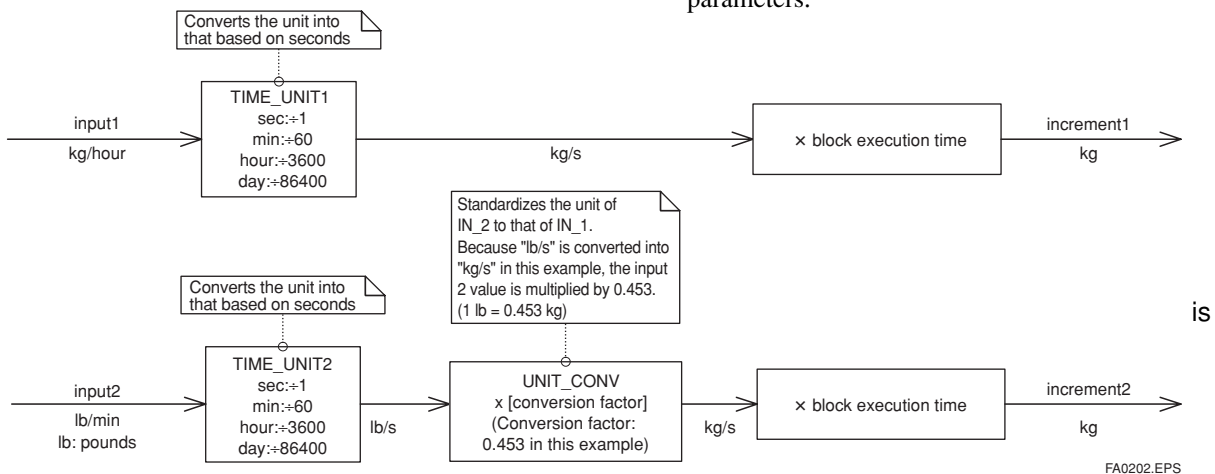 parameters.
Converts the unit into
that based on seconds
input1
kg/hour
TIME_UNIT1
sec:÷1
min:÷60
hour:÷3600
day:÷86400
kg/s
× block execution time
increment1
kg
Standardizes the unit of
IN_2 to that of IN_1.
Because "lb/s" is converted into
"kg/s" in this example, the input
2 value is multiplied by 0.453.
(1 lb = 0.453 kg)
Converts the unit into
that based on seconds
is
input2
lb/min
lb: pounds
TIME_UNIT2
sec:÷1
min:÷60
hour:÷3600
day:÷86400
lb/s
UNIT_CONV
x [conversion factor]
(Conversion factor:
0.453 in this example)
kg/s
× block execution time
increment2
kg
FA0202.EPS